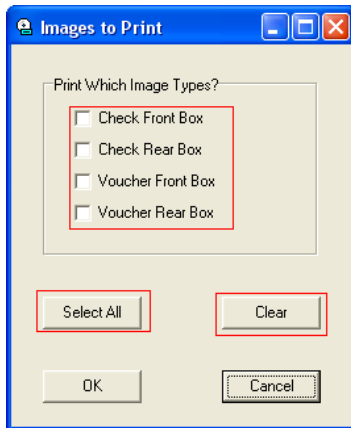 Images to Print
Print Which Image Types?
Check Front Box
Check Rear Box
Voucher Front Box
Voucher Rear Box
Select All
Clear
OK
Cancel